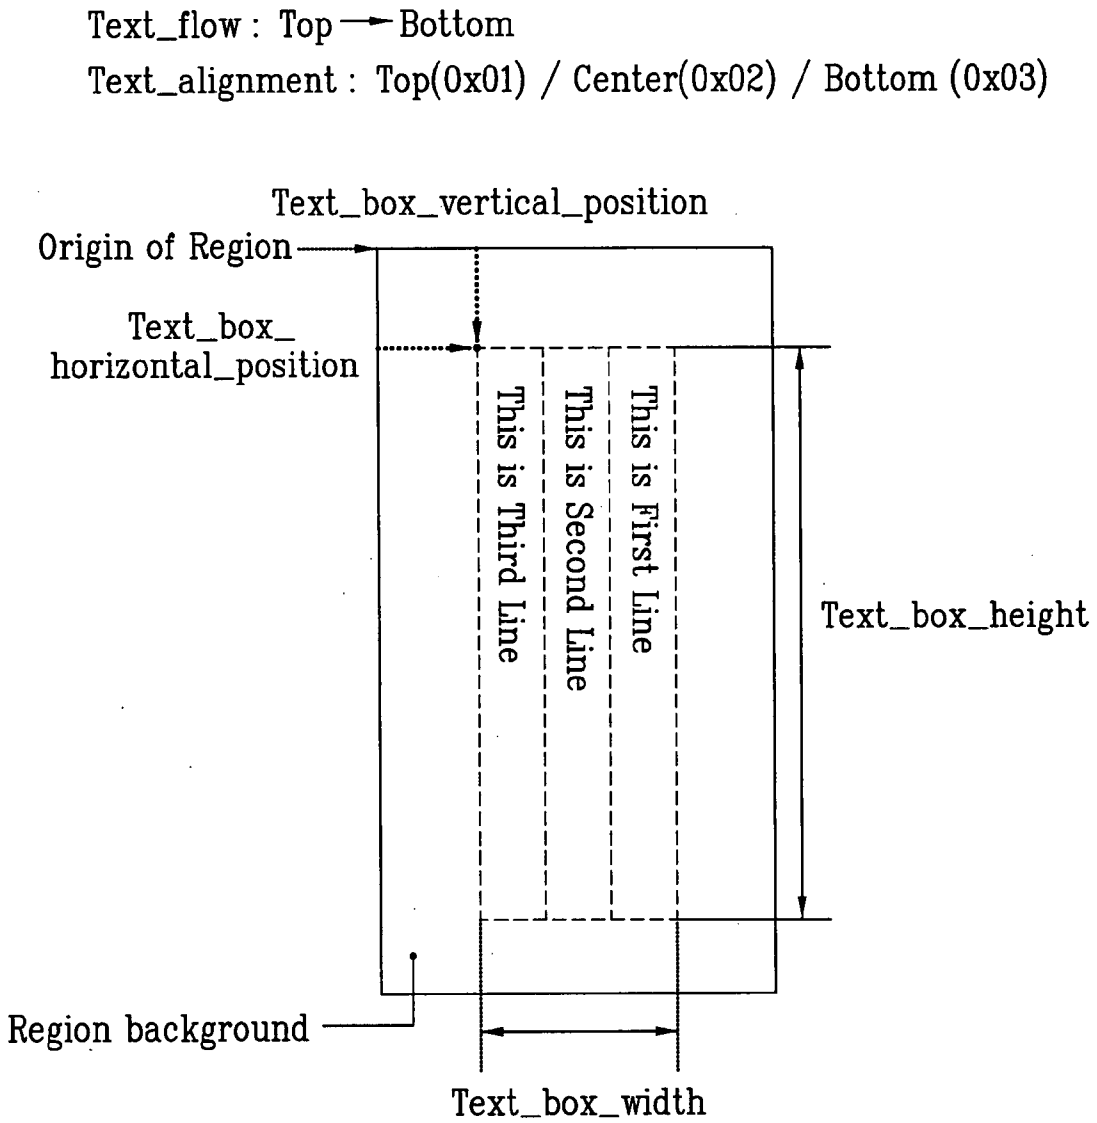 Text_flow : Top → Bottom
Text_alignment : Top(0x01) / Center(0x02) / Bottom (0x03)
Text_box_vertical_position
Origin of Region
Text_box_
horizontal_position
This is First Line
This is Second Line
This is Third Line
Text_box_height
Region background
Text_box_width